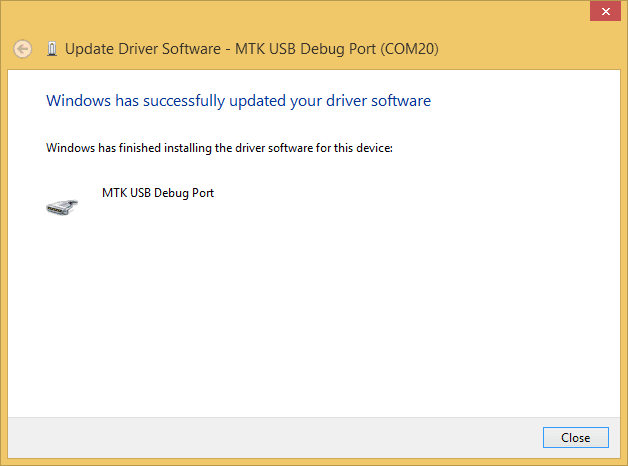 Update Driver Software - MTK USB Debug Port (COM20)
Windows has successfully updated your driver software
Windows has finished installing the driver software for this device:
MTK USB Debug Port
Close